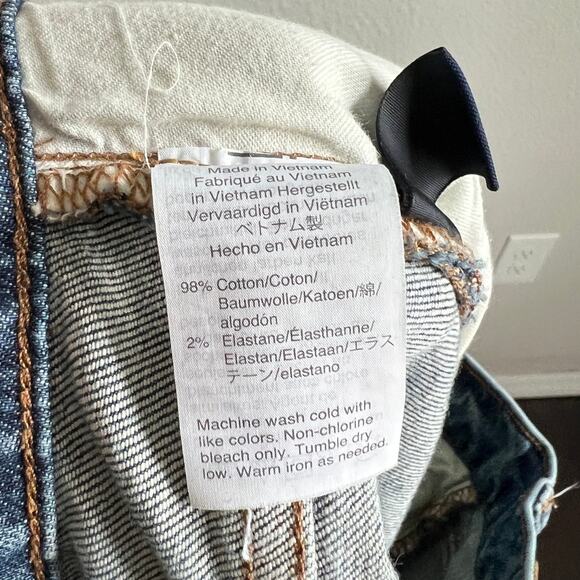 Made in Vietnam
Fabriqué au Vietnam
in Vietnam Hergestellt
Vervaardigd in Viëtnam
ベトナム製
Hecho en Vietnam
98% Cotton/Coton/
Baumwolle/Katoen/綿/
algodón
2% Elastane/Élasthanne/
Elastan/Elastaan/エラス
テーン/elastano
Machine wash cold with
like colors. Non-chlorine
bleach only. Tumble dry
low. Warm iron as needed.